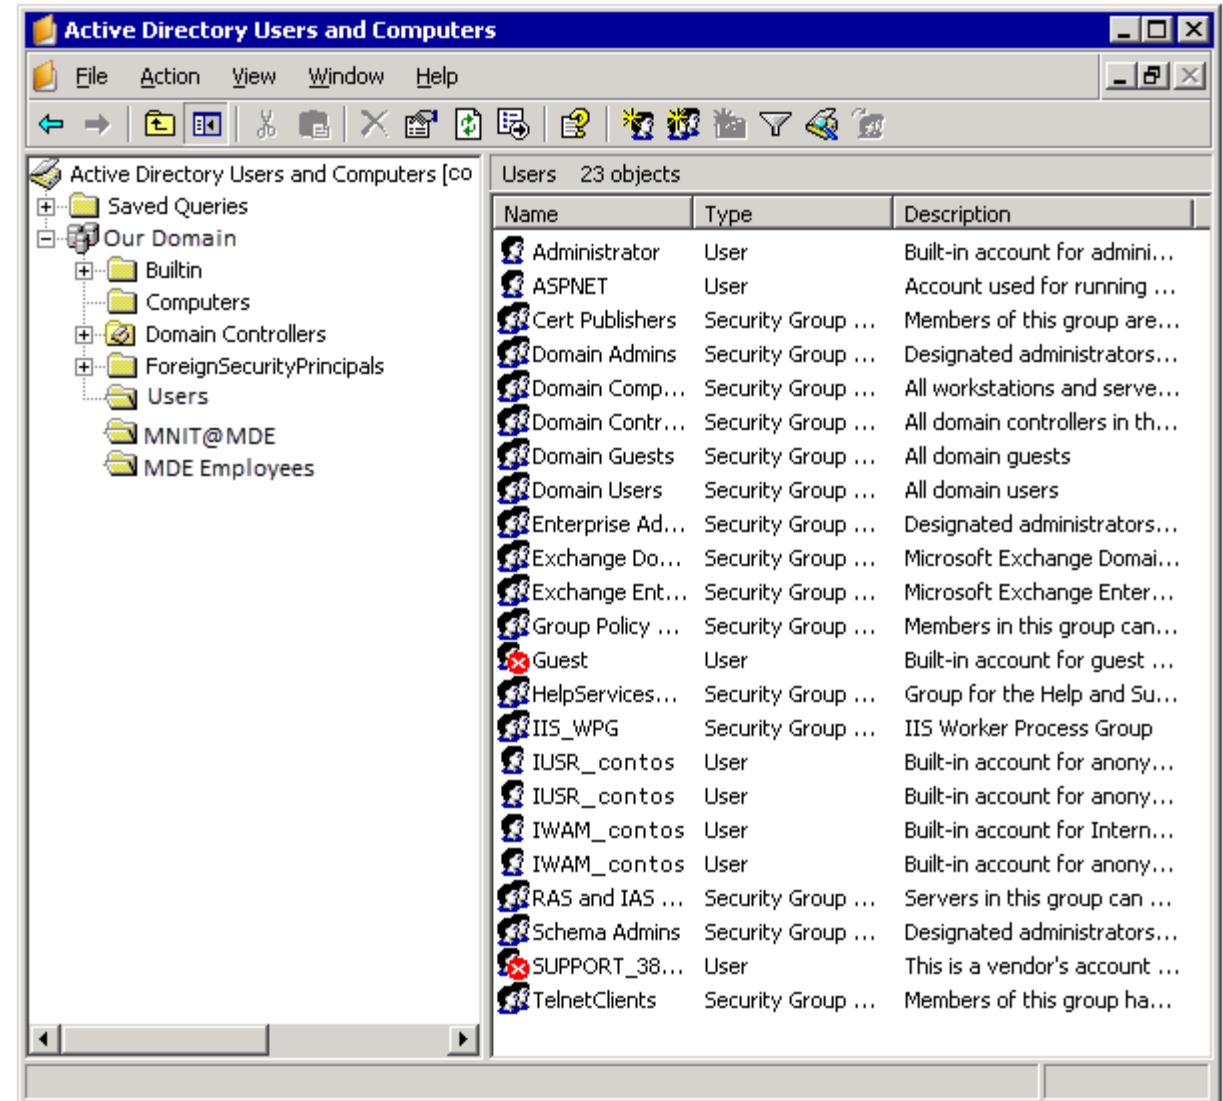 Active Directory Users and Computers
File Action View Window Help
Active Directory Users and Computers [co
Saved Queries
Our Domain
Builtin
Computers
Domain Controllers
ForeignSecurityPrincipals
Users
MNIT@MDE
MDE Employees
Users 23 objects
Name Type Description
Administrator User Built-in account for admini...
ASPNET User Account used for running ...
Cert Publishers Security Group ... Members of this group are...
Domain Admins Security Group ... Designated administrators...
Domain Comp... Security Group ... All workstations and serve...
Domain Contr... Security Group ... All domain controllers in th...
Domain Guests Security Group ... All domain guests
Domain Users Security Group ... All domain users
Enterprise Ad... Security Group ... Designated administrators...
Exchange Do... Security Group ... Microsoft Exchange Domai...
Exchange Ent... Security Group ... Microsoft Exchange Enter...
Group Policy ... Security Group ... Members in this group can...
Guest User Built-in account for guest ...
HelpServices... Security Group ... Group for the Help and Su...
IIS_WPG Security Group ... IIS Worker Process Group
IUSR_contos User Built-in account for anony...
IUSR_contos User Built-in account for anony...
IWAM_contos User Built-in account for Intern...
IWAM_contos User Built-in account for anony...
RAS and IAS ... Security Group ... Servers in this group can ...
Schema Admins Security Group ... Designated administrators...
SUPPORT_38... User This is a vendor's account ...
TelnetClients Security Group ... Members of this group ha...